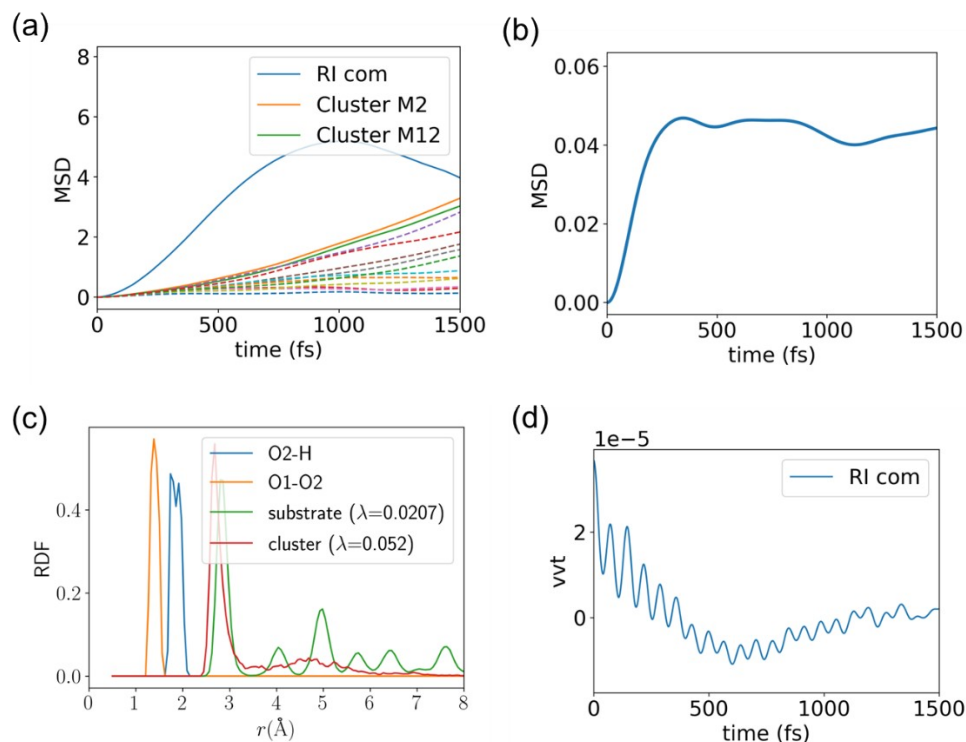 (a)
8
6
4
2
0
MSD
RI com
Cluster M2
Cluster M12
0 500 1000 1500
time (fs)
(b)
0.06
0.04
0.02
0.00
MSD
0 500 1000 1500
time (fs)
(c)
0.4
0.2
0.0
RDF
O2-H
O1-O2
substrate (λ=0.0207)
cluster (λ=0.052)
1 2 3 4 5 6 7 8
r(Å)
(d)
1e−5
2
0
vvt
RI com
0 500 1000 1500
time (fs)